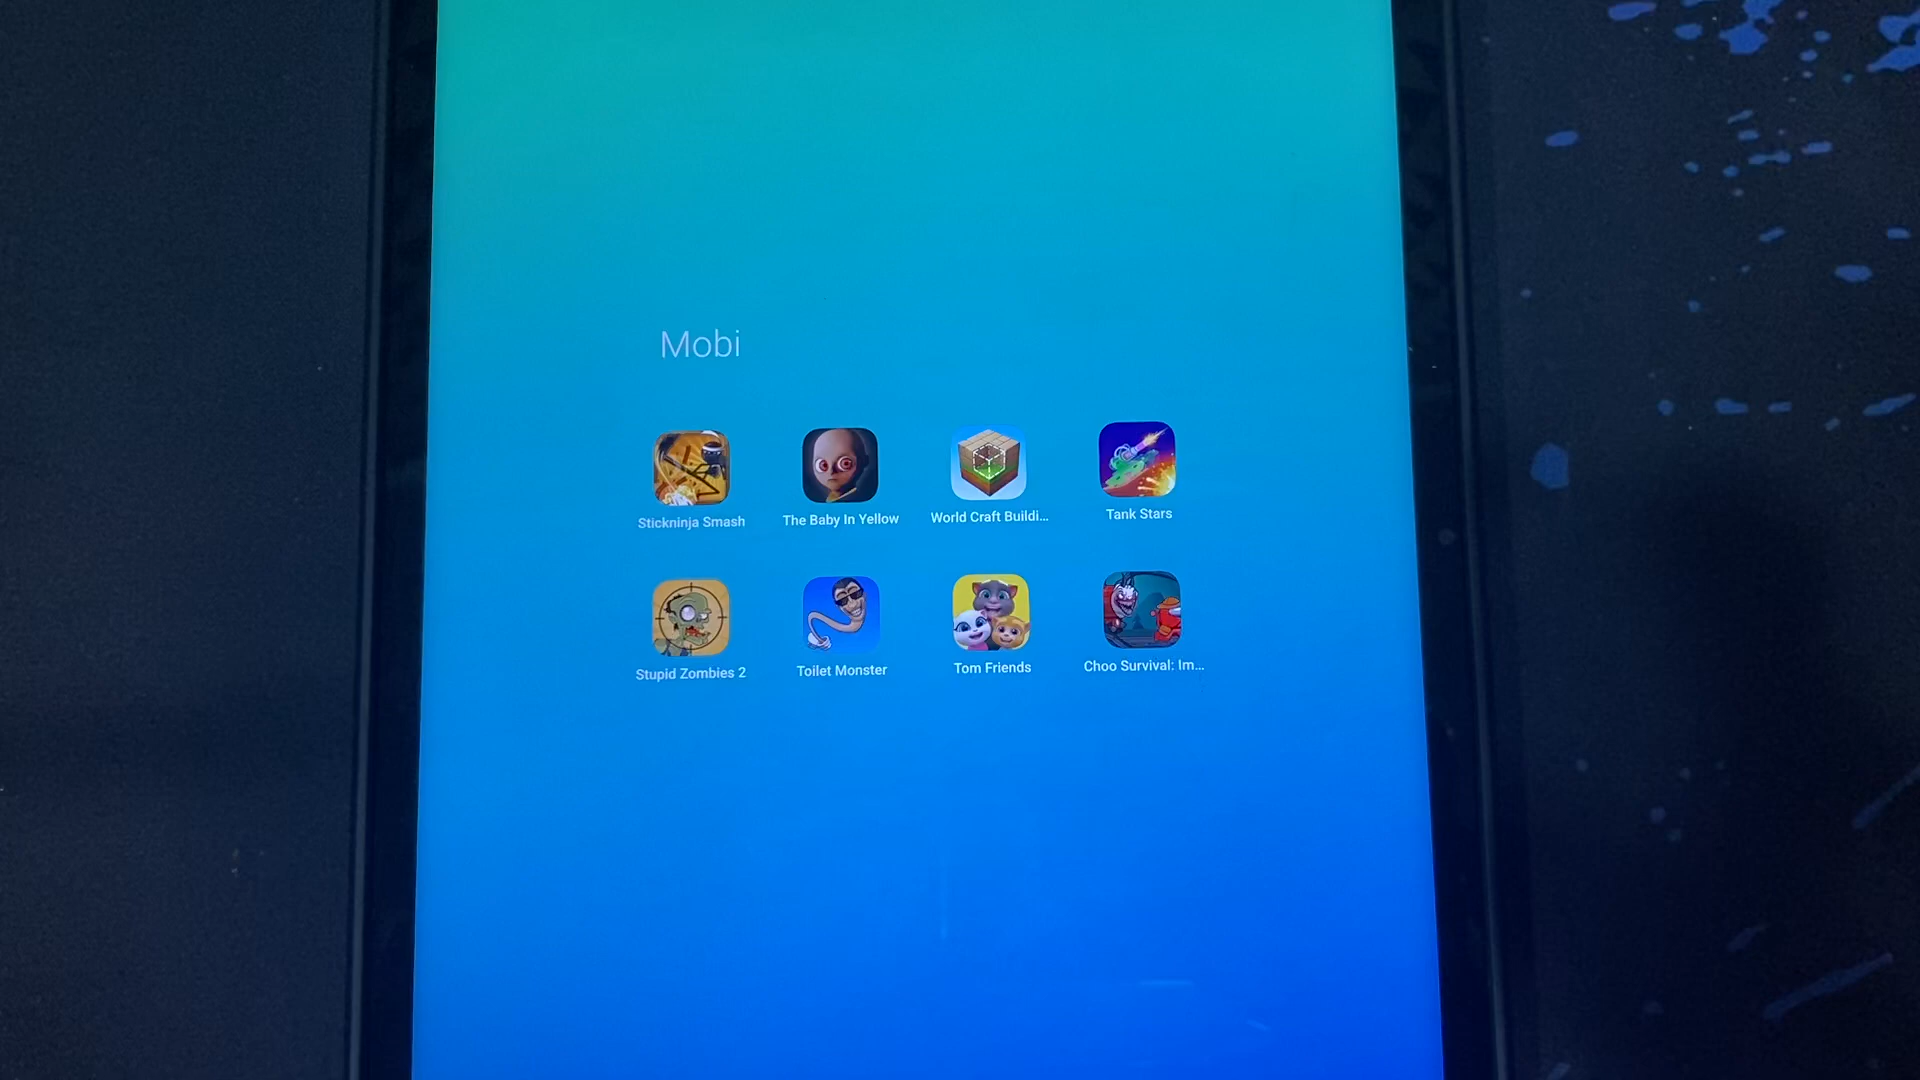 Mobi
Stickninja Smash
The Baby In Yellow
World Craft Buildi...
Tank Stars
Stupid Zombies 2
Toilet Monster
Tom Friends
Choo Survival: Im...